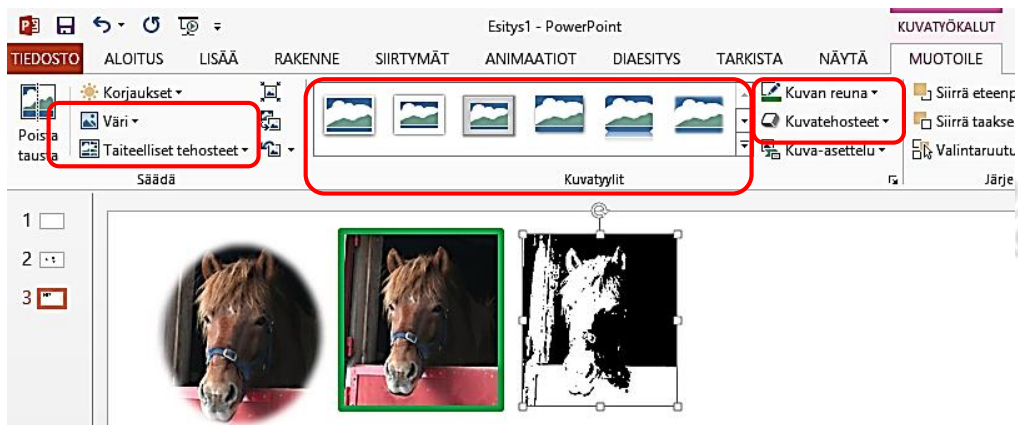 Esitys1 - PowerPoint
KUVATYÖKALUT
TIEDOSTO ALOITUS LISÄÄ RAKENNE SIIRTYMÄT ANIMAATIOT DIAESITYS TARKISTA NÄYTÄ MUOTOILE
Poista
tausta
Korjaukset
Väri
Taiteelliset tehosteet
Säädä
Kuvatyylit
Kuvan reuna
Kuvatehosteet
Kuva-asettelu
Siirrä eteenp
Siirrä taakse
Valintaruutu
Järje
1
2
3